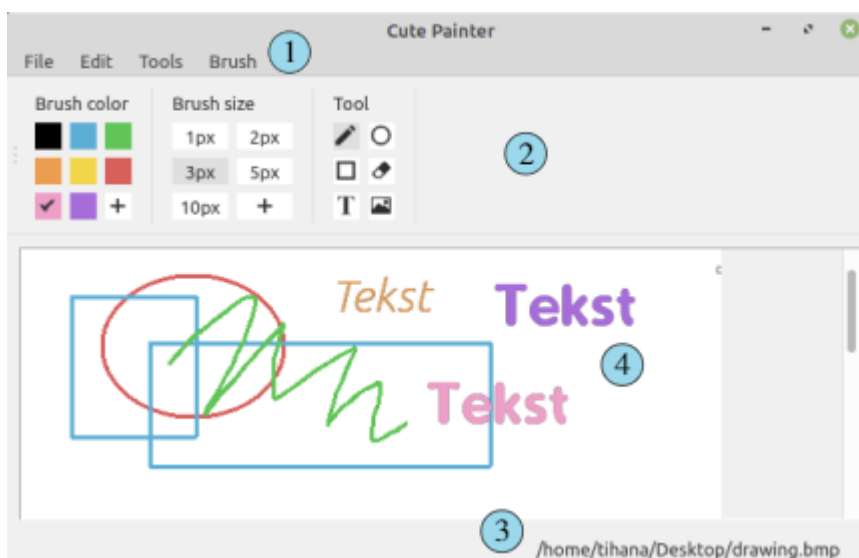 Cute Painter
File Edit Tools Brush 1
Brush color Brush size Tool
1px 2px
3px 5px
10px +
T
2
Tekst
Tekst
4
Tekst
3
/home/tihana/Desktop/drawing.bmp